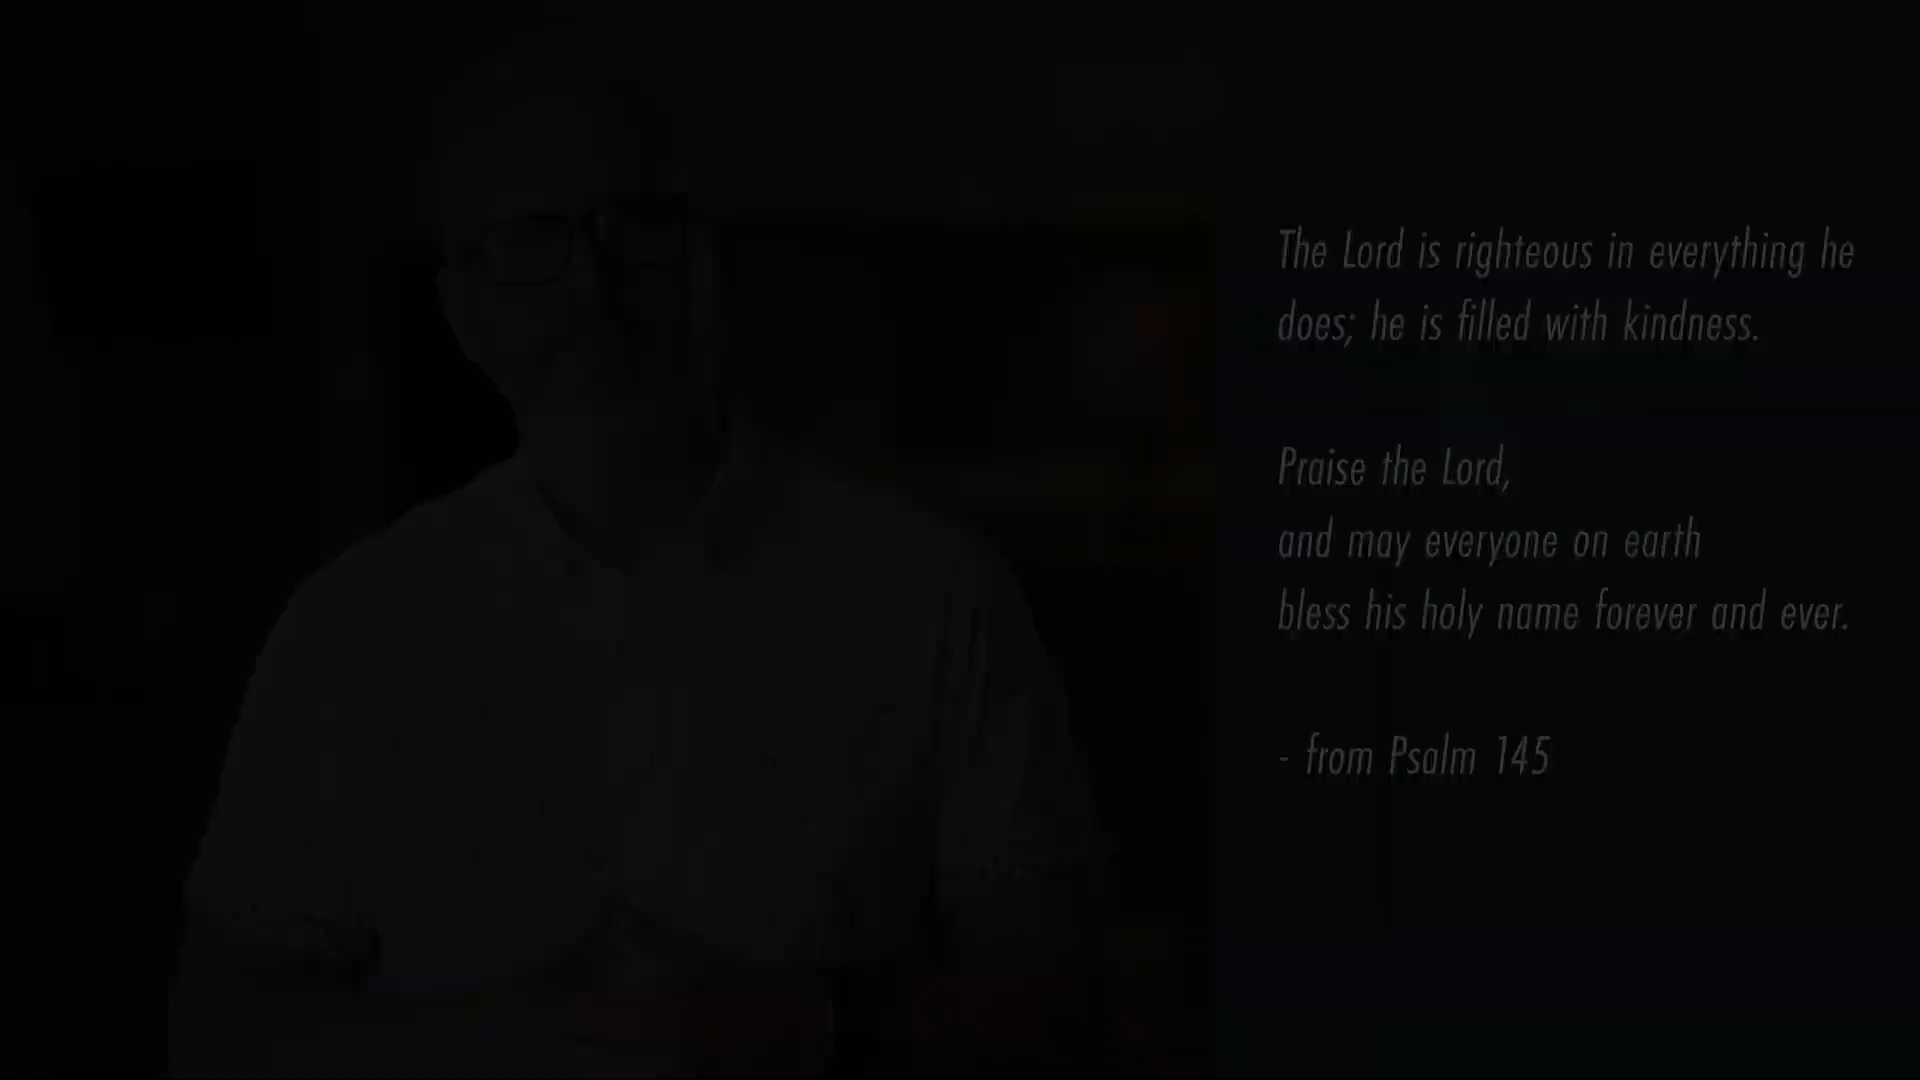 The Lord is righteous in everything he
does; he is filled with kindness.
Praise the Lord,
and may everyone on earth
bless his holy name forever and ever.
- from Psalm 145